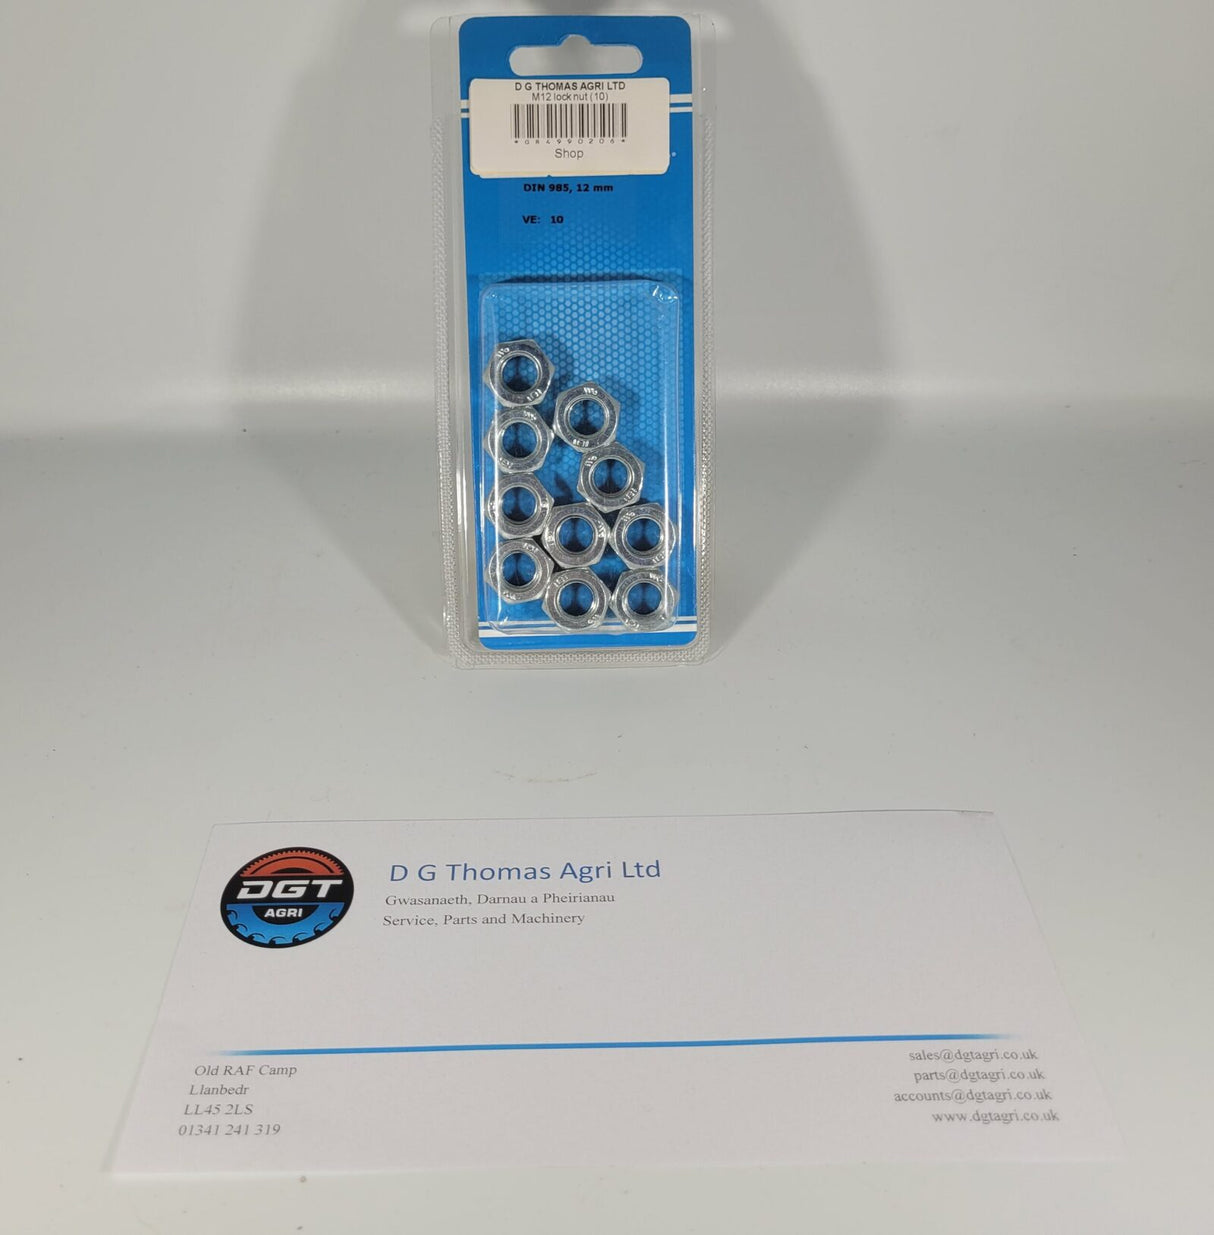 D G THOMAS AGRI LTD
M12 lock nut (10)
*084990206*
Shop
DIN 985, 12 mm
VE: 10
DGT
AGRI
D G Thomas Agri Ltd
Gwasanaeth, Darnau a Pheirianau
Service, Parts and Machinery
Old RAF Camp
Llanbedr
LL45 2LS
01341 241 319
sales@dgtagri.co.uk
parts@dgtagri.co.uk
accounts@dgtagri.co.uk
www.dgtagri.co.uk